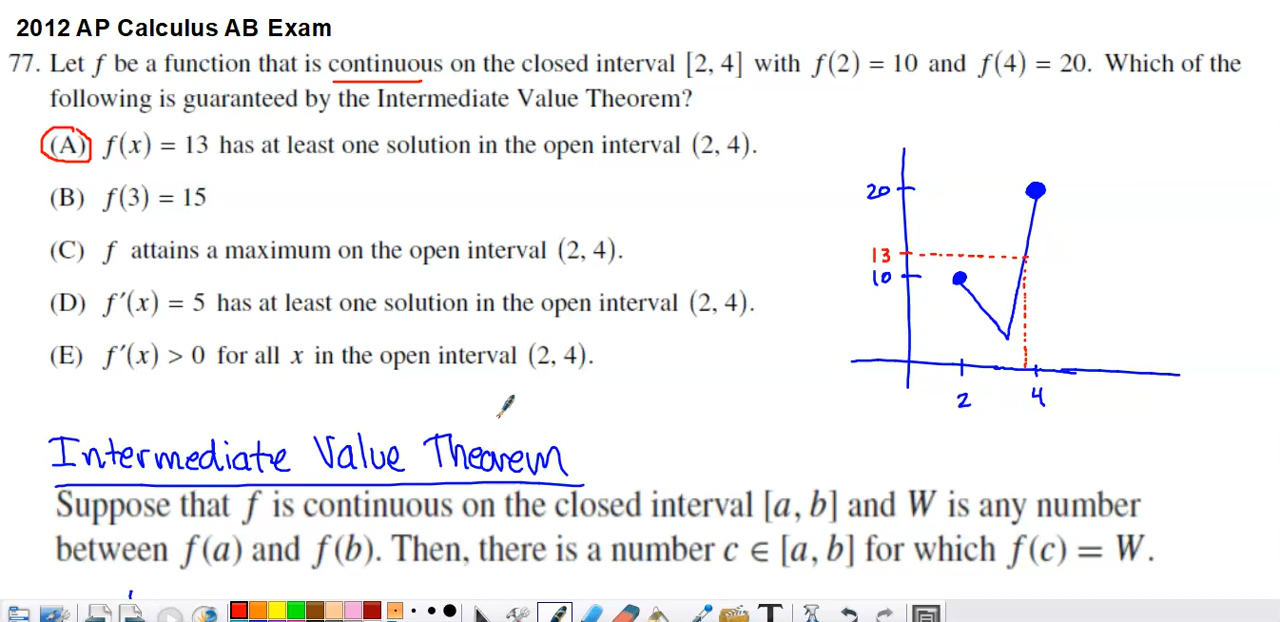 2012 AP Calculus AB Exam
77. Let f be a function that is continuous on the closed interval [2, 4] with f(2) = 10 and f(4) = 20. Which of the
following is guaranteed by the Intermediate Value Theorem?
(A) f(x) = 13 has at least one solution in the open interval (2, 4).
(B) f(3) = 15
(C) f attains a maximum on the open interval (2, 4).
(D) f′(x) = 5 has at least one solution in the open interval (2, 4).
(E) f′(x) > 0 for all x in the open interval (2, 4).
20
13
10
2 4
Intermediate Value Theorem
Suppose that f is continuous on the closed interval [a, b] and W is any number
between f(a) and f(b). Then, there is a number c ∈ [a, b] for which f(c) = W.
T